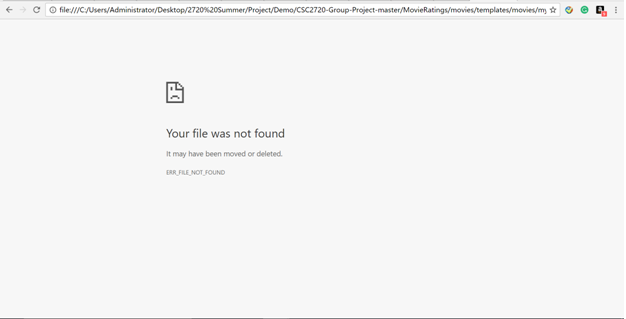 file:///C:/Users/Administrator/Desktop/2720%20Summer/Project/Demo/CSC2720-Group-Project-master/MovieRatings/movies/templates/movies/my
Your file was not found
It may have been moved or deleted.
ERR_FILE_NOT_FOUND